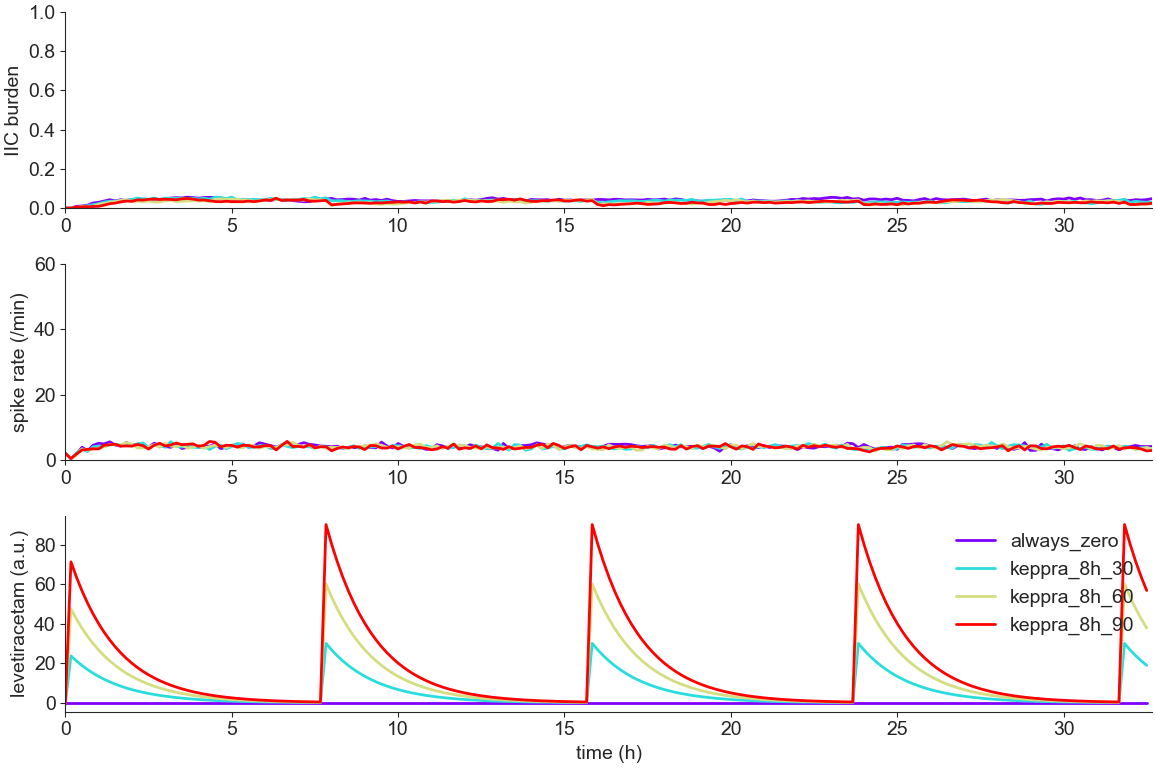 IIC burden
1.0
0.8
0.6
0.4
0.2
0.0
0 5 10 15 20 25 30
spike rate (/min)
60
40
20
0
0 5 10 15 20 25 30
levetiracetam (a.u.)
80
60
40
20
0
always_zero
keppra_8h_30
keppra_8h_60
keppra_8h_90
0 5 10 15 20 25 30
time (h)